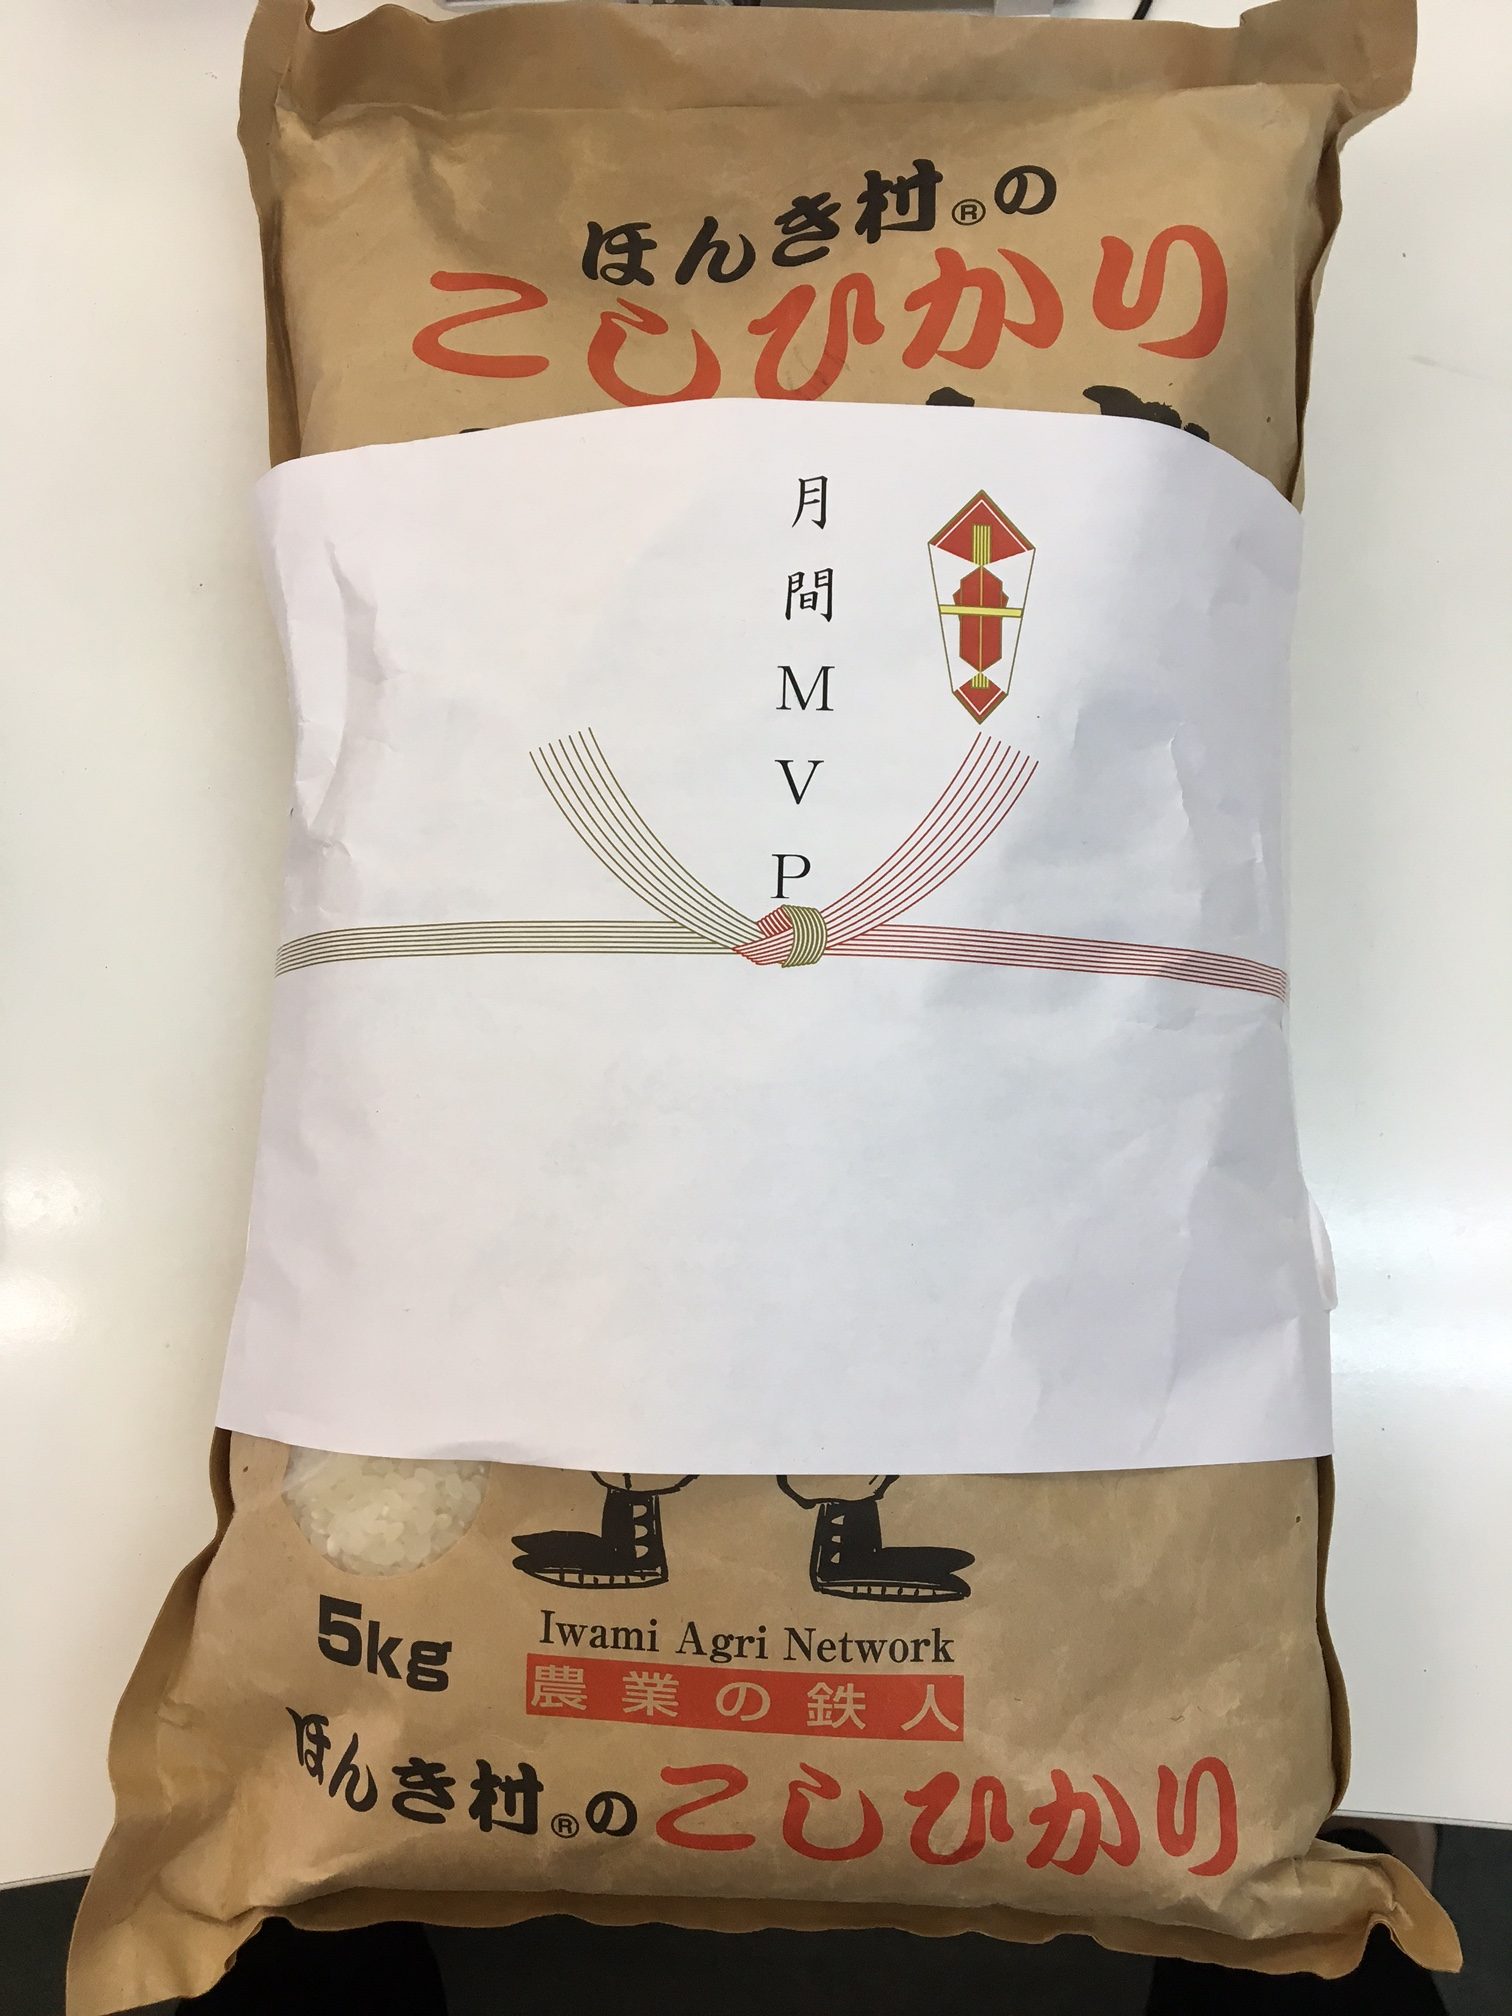 ほんき村®の
こしひかり
月間MVP
5kg
Iwami Agri Network
農業の鉄人
ほんき村®のこしひかり